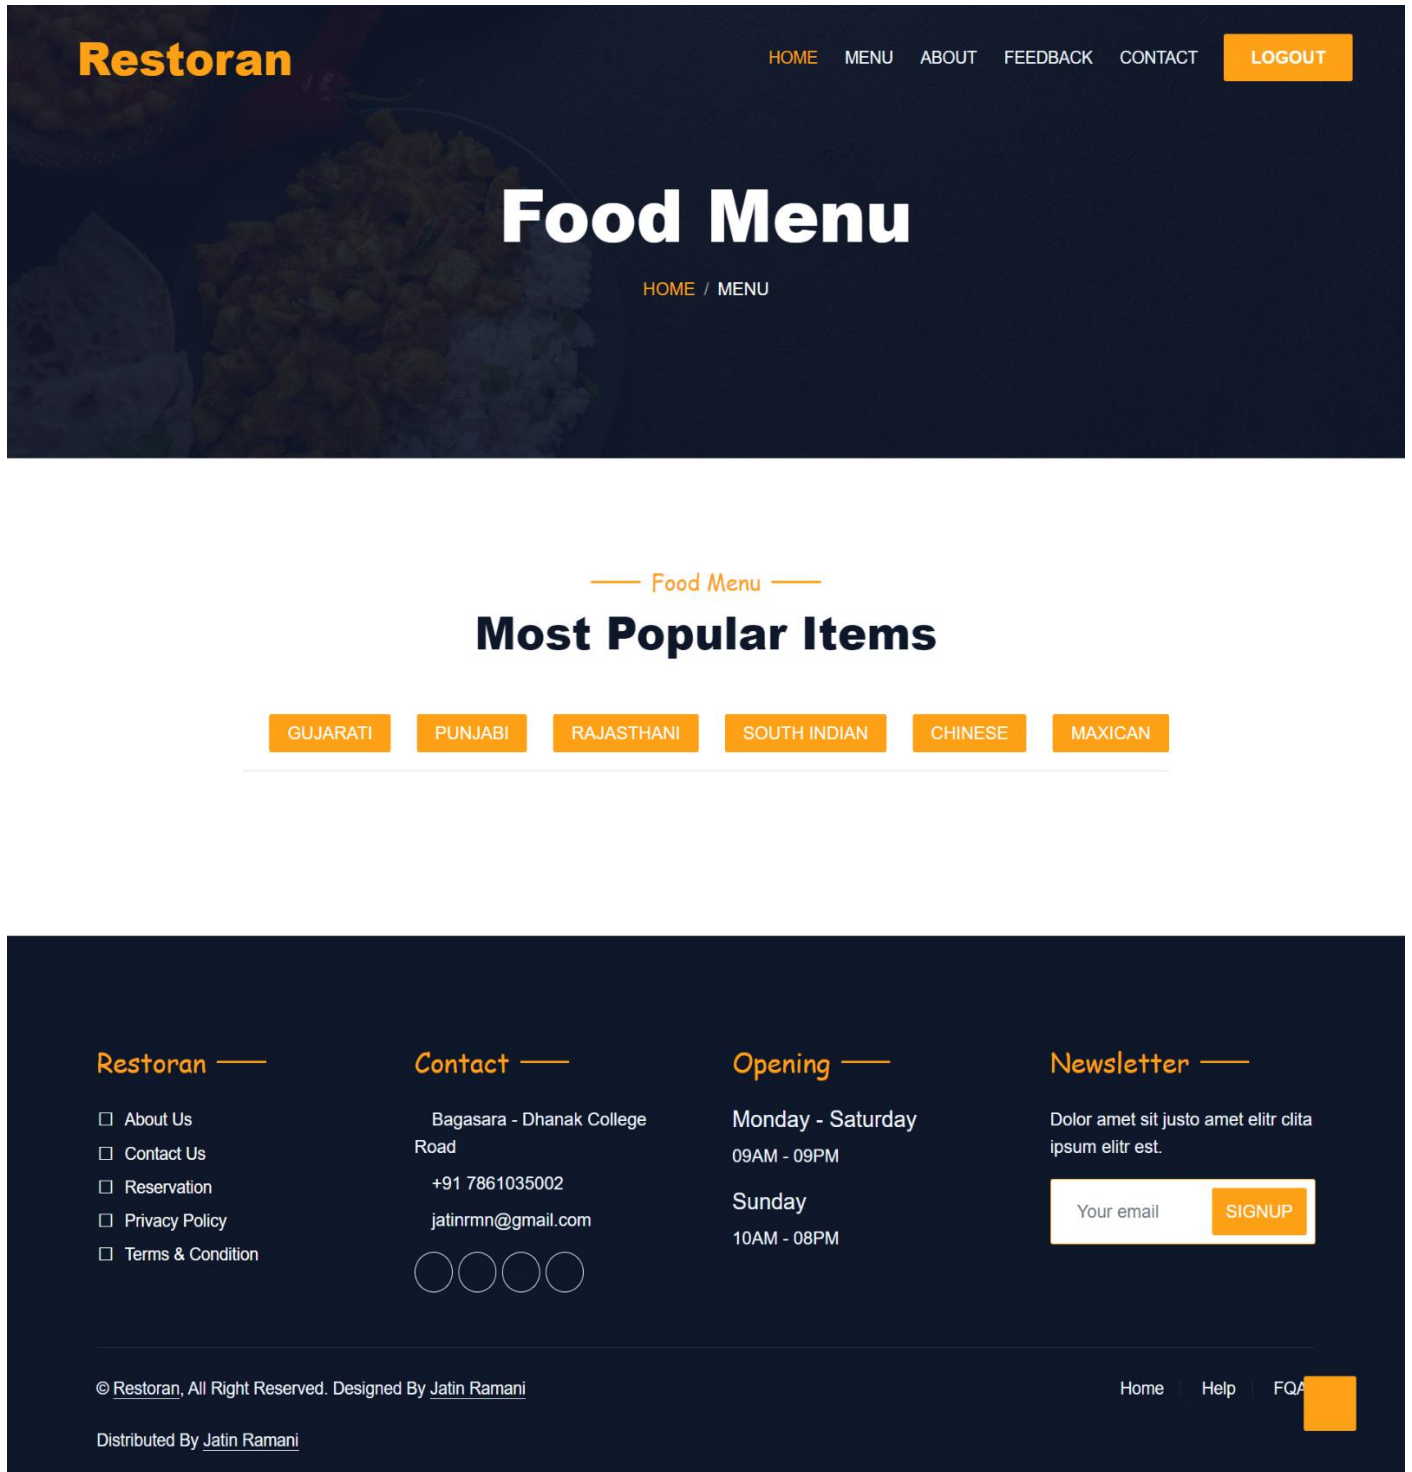 Restoran
HOME MENU ABOUT FEEDBACK CONTACT LOGOUT
Food Menu
HOME / MENU
Food Menu
Most Popular Items
GUJARATI PUNJABI RAJASTHANI SOUTH INDIAN CHINESE MAXICAN
Restoran
About Us
Contact Us
Reservation
Privacy Policy
Terms & Condition
Contact
Bagasara - Dhanak College
Road
+91 7861035002
jatinrmn@gmail.com
Opening
Monday - Saturday
09AM - 09PM
Sunday
10AM - 08PM
Newsletter
Dolor amet sit justo amet elitr clita
ipsum elitr est.
Your email SIGNUP
© Restoran, All Right Reserved. Designed By Jatin Ramani
Distributed By Jatin Ramani
Home Help FQA